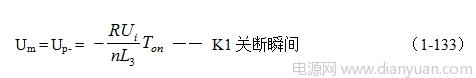 Um = Up- = -RUi/nL3 Ton —— K1 关断瞬间 (1-133)
电源网
www.dianyuan.com